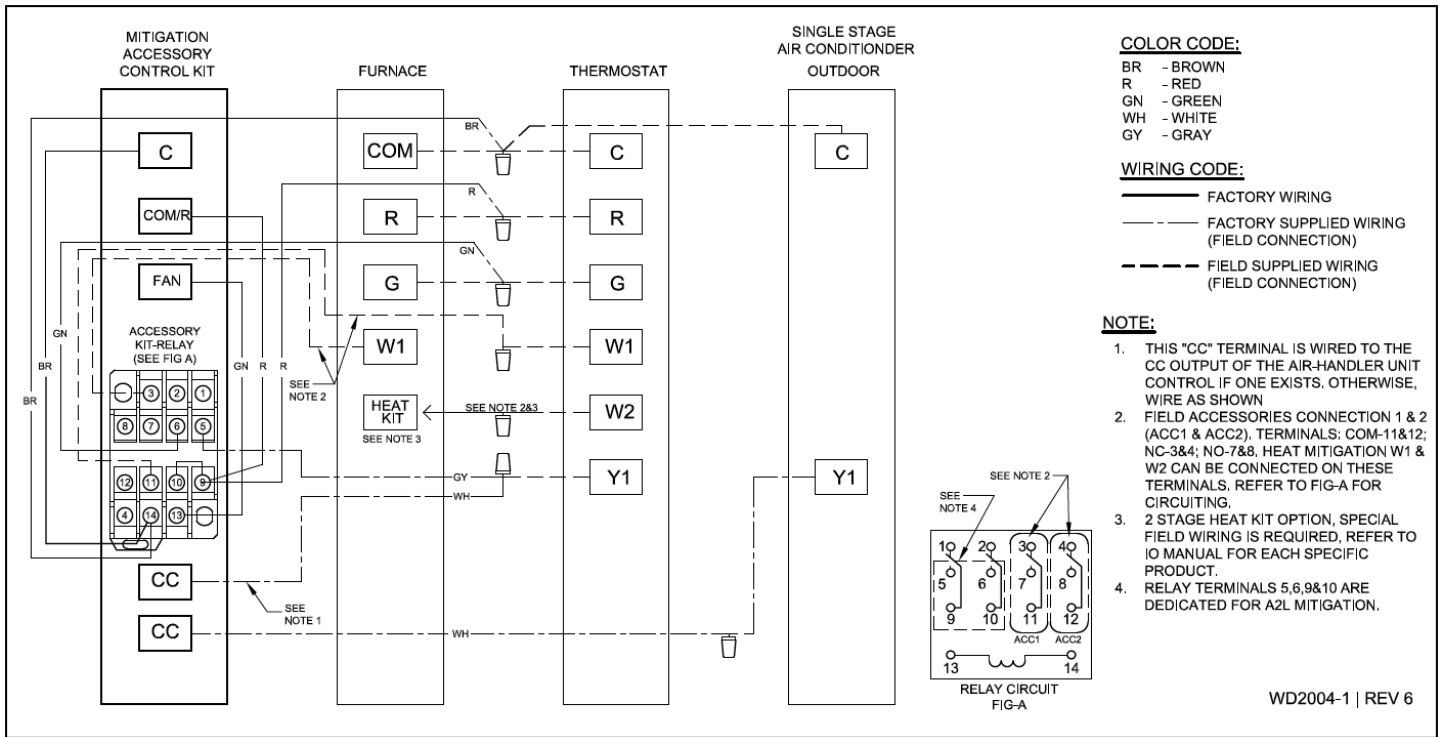 MITIGATION
ACCESSORY
CONTROL KIT
FURNACE
THERMOSTAT
SINGLE STAGE
AIR CONDITIONDER
OUTDOOR
C
COM/R
FAN
ACCESSORY
KIT-RELAY
(SEE FIG A)
3 2 1
8 7 6 5
12 11 10 9
4 14 13
CC
CC
BR
BR
GN
GN
R
R
SEE
NOTE 2
SEE
NOTE 1
BR
COM
C
C
R
R
R
GN
G
G
W1
W1
HEAT
KIT
SEE NOTE 3
SEE NOTE 2&3
W2
GY
WH
Y1
Y1
WH
COLOR CODE:
BR - BROWN
R - RED
GN - GREEN
WH - WHITE
GY - GRAY
WIRING CODE:
FACTORY WIRING
FACTORY SUPPLIED WIRING
(FIELD CONNECTION)
FIELD SUPPLIED WIRING
(FIELD CONNECTION)
NOTE:
1. THIS "CC" TERMINAL IS WIRED TO THE
CC OUTPUT OF THE AIR-HANDLER UNIT
CONTROL IF ONE EXISTS. OTHERWISE,
WIRE AS SHOWN
2. FIELD ACCESSORIES CONNECTION 1 & 2
(ACC1 & ACC2). TERMINALS: COM-11&12;
NC-3&4; NO-7&8, HEAT MITIGATION W1 &
W2 CAN BE CONNECTED ON THESE
TERMINALS. REFER TO FIG-A FOR
CIRCUITING.
3. 2 STAGE HEAT KIT OPTION, SPECIAL
FIELD WIRING IS REQUIRED, REFER TO
IO MANUAL FOR EACH SPECIFIC
PRODUCT.
4. RELAY TERMINALS 5,6,9&10 ARE
DEDICATED FOR A2L MITIGATION.
SEE NOTE 2
SEE
NOTE 4
1 2 3 4
5 6 7 8
9 10 11 12
ACC1 ACC2
13 14
RELAY CIRCUIT
FIG-A
WD2004-1 | REV 6